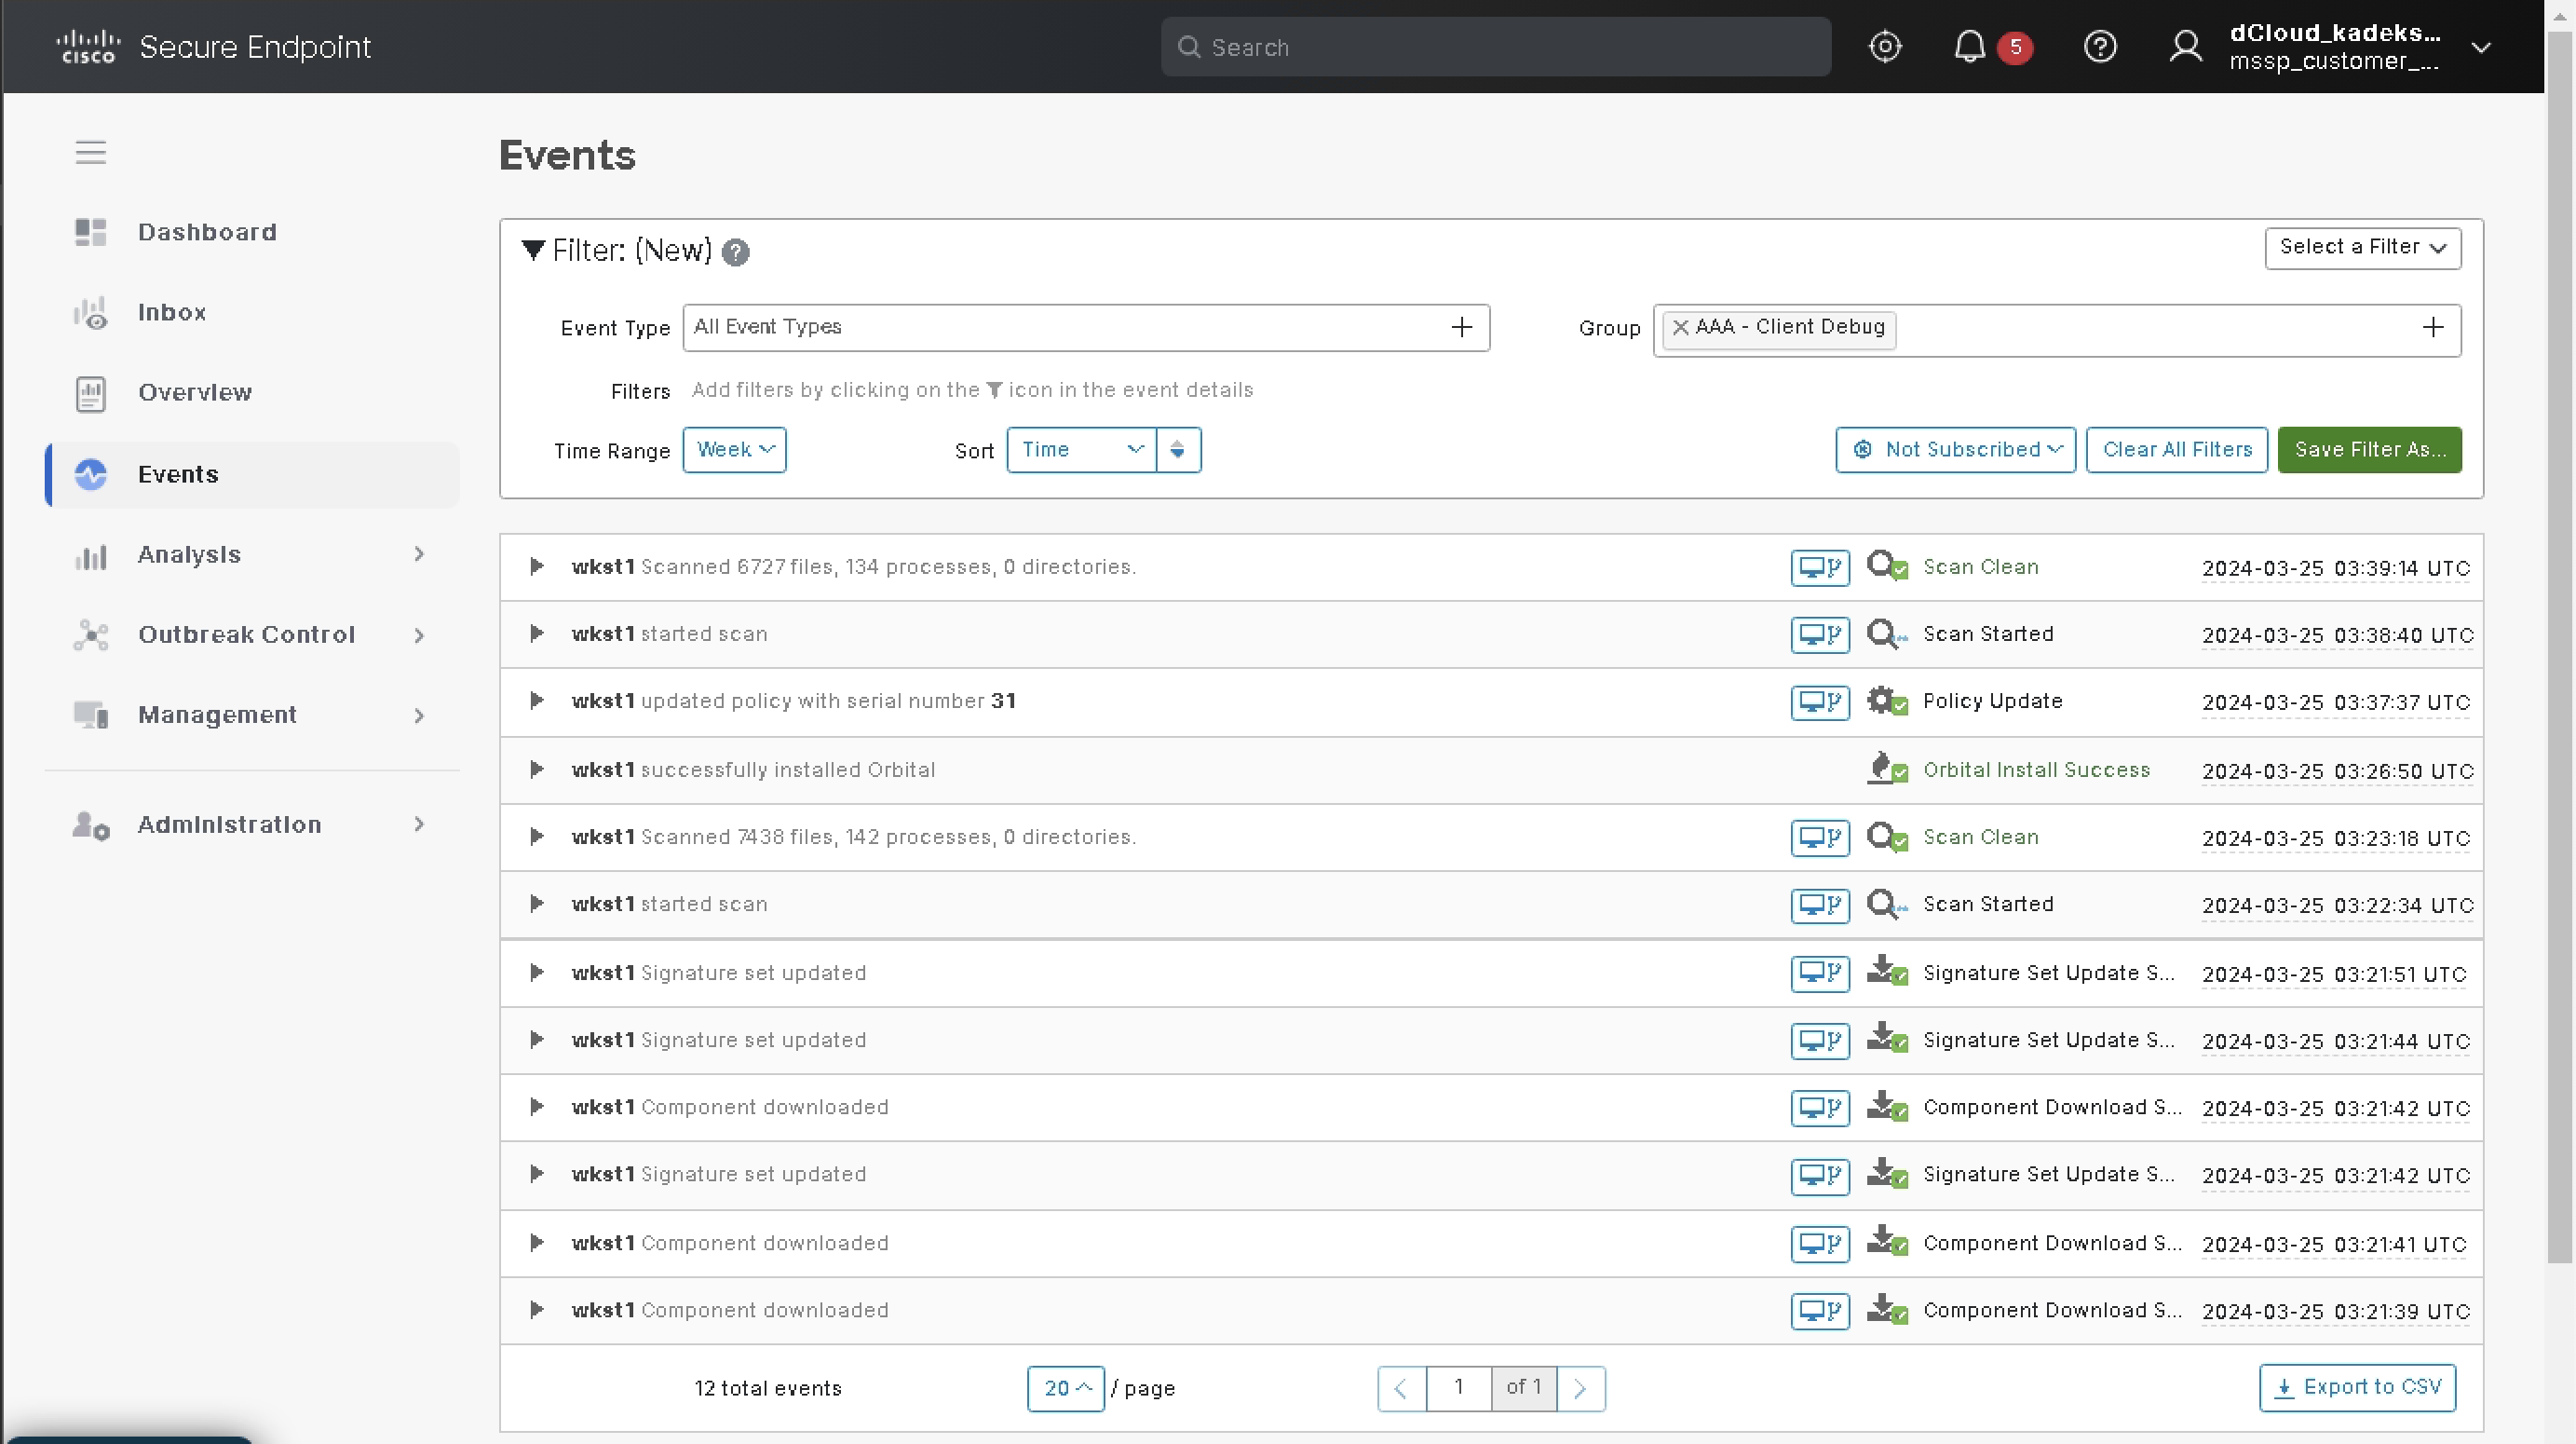 CISCO Secure Endpoint Search 5 dCloud_kadeks...
mssp_customer_...
Events
Dashboard
Inbox
Overview
Events
Analysis
Outbreak Control
Management
Administration
Filter: (New) ? Select a Filter
Event Type All Event Types Group AAA - Client Debug
Filters Add filters by clicking on the icon in the event details
Time Range Week Sort Time Not Subscribed Clear All Filters Save Filter As...
wkst1 Scanned 6727 files, 134 processes, 0 directories. Scan Clean 2024-03-25 03:39:14 UTC
wkst1 started scan Scan Started 2024-03-25 03:38:40 UTC
wkst1 updated policy with serial number 31 Policy Update 2024-03-25 03:37:37 UTC
wkst1 successfully installed Orbital Orbital Install Success 2024-03-25 03:26:50 UTC
wkst1 Scanned 7438 files, 142 processes, 0 directories. Scan Clean 2024-03-25 03:23:18 UTC
wkst1 started scan Scan Started 2024-03-25 03:22:34 UTC
wkst1 Signature set updated Signature Set Update S... 2024-03-25 03:21:51 UTC
wkst1 Signature set updated Signature Set Update S... 2024-03-25 03:21:44 UTC
wkst1 Component downloaded Component Download S... 2024-03-25 03:21:42 UTC
wkst1 Signature set updated Signature Set Update S... 2024-03-25 03:21:42 UTC
wkst1 Component downloaded Component Download S... 2024-03-25 03:21:41 UTC
wkst1 Component downloaded Component Download S... 2024-03-25 03:21:39 UTC
12 total events 20 / page 1 of 1 Export to CSV